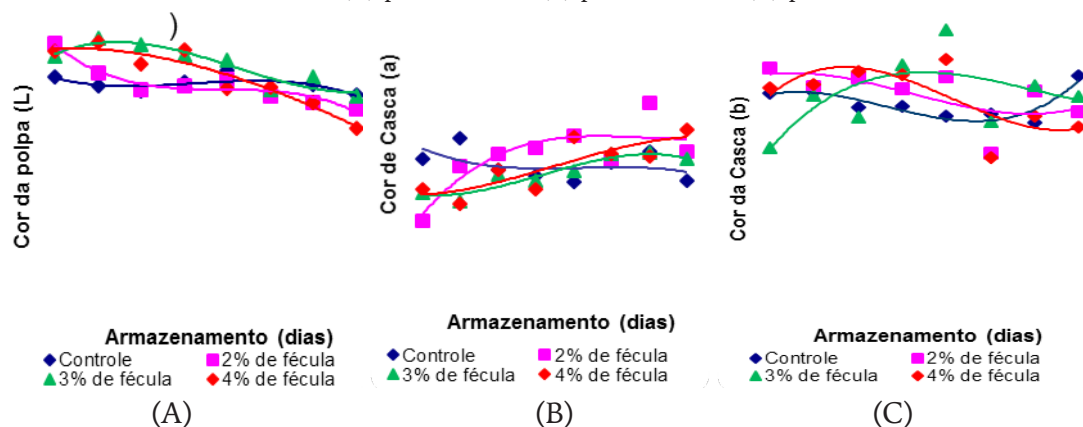 )
Cor da polpa (L)
Armazenamento (dias)
Controle
2% de fécula
3% de fécula
4% de fécula
(A)
Cor de Casca (a)
Armazenamento (dias)
Controle
2% de fécula
3% de fécula
4% de fécula
(B)
Cor da Casca (b)
Armazenamento (dias)
Controle
2% de fécula
3% de fécula
4% de fécula
(C)